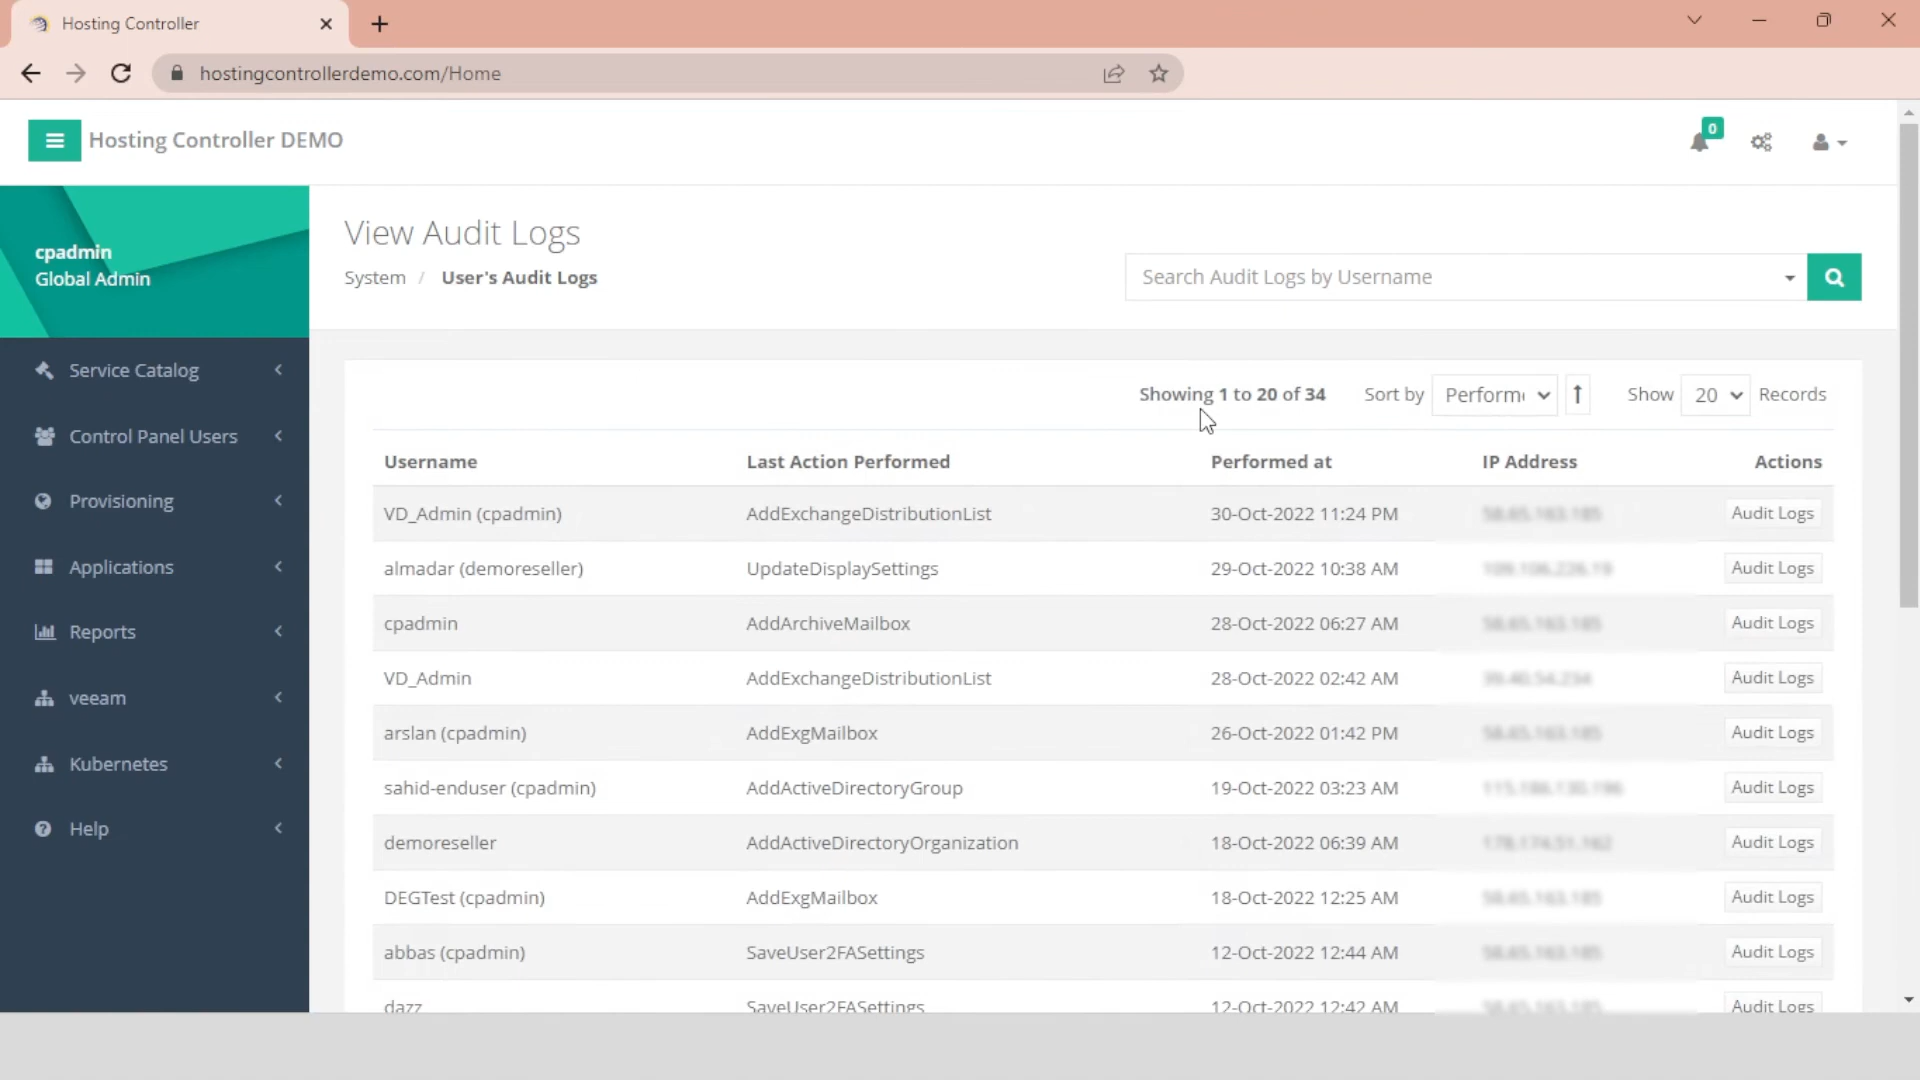 Hosting Controller
hostingcontrollerdemo.com/Home
Hosting Controller DEMO
0
cpadmin
Global Admin
Service Catalog
Control Panel Users
Provisioning
Applications
Reports
veeam
Kubernetes
Help
View Audit Logs
System / User's Audit Logs
Search Audit Logs by Username
Showing 1 to 20 of 34 Sort by Perform Show 20 Records
Username Last Action Performed Performed at IP Address Actions
VD_Admin (cpadmin) AddExchangeDistributionList 30-Oct-2022 11:24 PM Audit Logs
almadar (demoreseller) UpdateDisplaySettings 29-Oct-2022 10:38 AM Audit Logs
cpadmin AddArchiveMailbox 28-Oct-2022 06:27 AM Audit Logs
VD_Admin AddExchangeDistributionList 28-Oct-2022 02:42 AM Audit Logs
arslan (cpadmin) AddExgMailbox 26-Oct-2022 01:42 PM Audit Logs
sahid-enduser (cpadmin) AddActiveDirectoryGroup 19-Oct-2022 03:23 AM Audit Logs
demoreseller AddActiveDirectoryOrganization 18-Oct-2022 06:39 AM Audit Logs
DEGTest (cpadmin) AddExgMailbox 18-Oct-2022 12:25 AM Audit Logs
abbas (cpadmin) SaveUser2FASettings 12-Oct-2022 12:44 AM Audit Logs
dazz SaveUser2FASettings 12-Oct-2022 12:42 AM Audit Logs